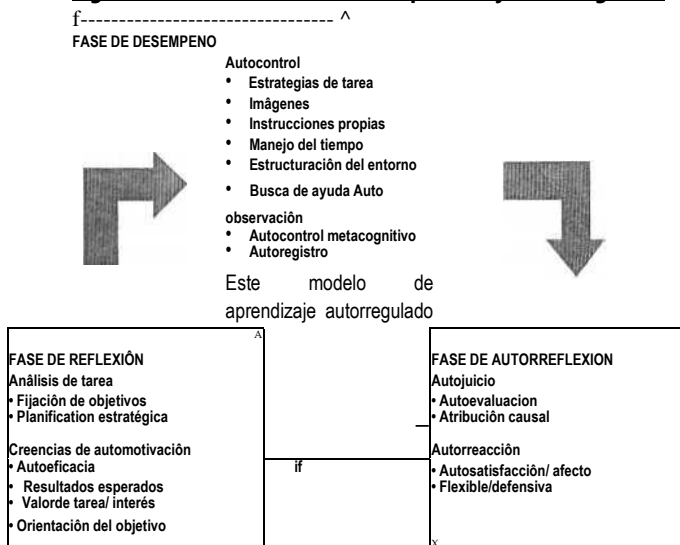 f--------------------------------- ^
FASE DE DESEMPENO
Autocontrol
• Estrategias de tarea
• Imâgenes
• Instrucciones propias
• Manejo del tiempo
• Estructuración del entorno
• Busca de ayuda Auto
observaciôn
• Autocontrol metacognitivo
• Autoregistro
Este modelo de
aprendizaje autorregulado
A
FASE DE REFLEXIÔN
Anâlisis de tarea
• Fijaciôn de objetivos
• Planification estratégica
Creencias de automotivaciôn
• Autoeficacia
• Resultados esperados
• Valorde tarea/ interés
• Orientaciôn del objetivo
if
FASE DE AUTORREFLEXION
Autojuicio
• Autoevaluacion
• Atribuciôn causal
Autorreacciôn
• Autosatisfacciôn/ afecto
• Flexible/defensiva
X